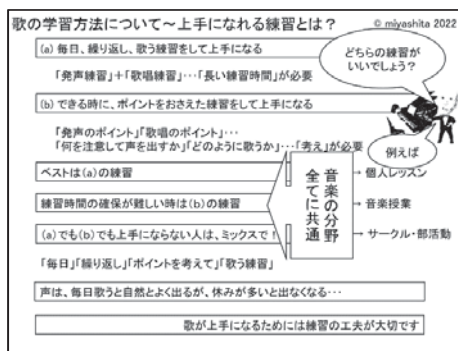 歌の学習方法について～上手になれる練習とは？
© miyashita 2022
(a) 毎日、繰り返し、歌う練習をして上手になる
どちらの練習がいいでしょう？
「発声練習」＋「歌唱練習」…「長い練習時間」が必要
(b) できる時に、ポイントをおさえた練習をして上手になる
「発声のポイント」「歌唱のポイント」…
「何を注意して声を出すか」「どのように歌うか」…「考え」が必要
例えば
ベストは(a)の練習
音楽の分野全てに共通
→ 個人レッスン
練習時間の確保が難しい時は(b)の練習
→ 音楽授業
(a)でも(b)でも上手にならない人は、ミックスで！
→ サークル・部活動
「毎日」「繰り返し」「ポイントを考えて」「歌う練習」
声は、毎日歌うと自然とよく出るが、休みが多いと出なくなる…
歌が上手になるためには練習の工夫が大切です